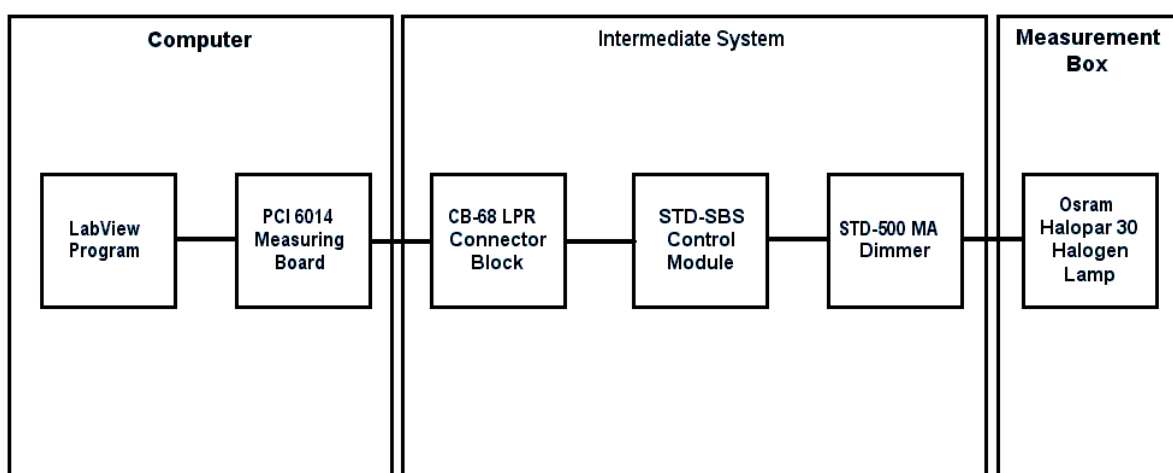 Computer
Intermediate System
Measurement
Box
LabView
Program
PCI 6014
Measuring
Board
CB-68 LPR
Connector
Block
STD-SBS
Control
Module
STD-500 MA
Dimmer
Osram
Halopar 30
Halogen
Lamp